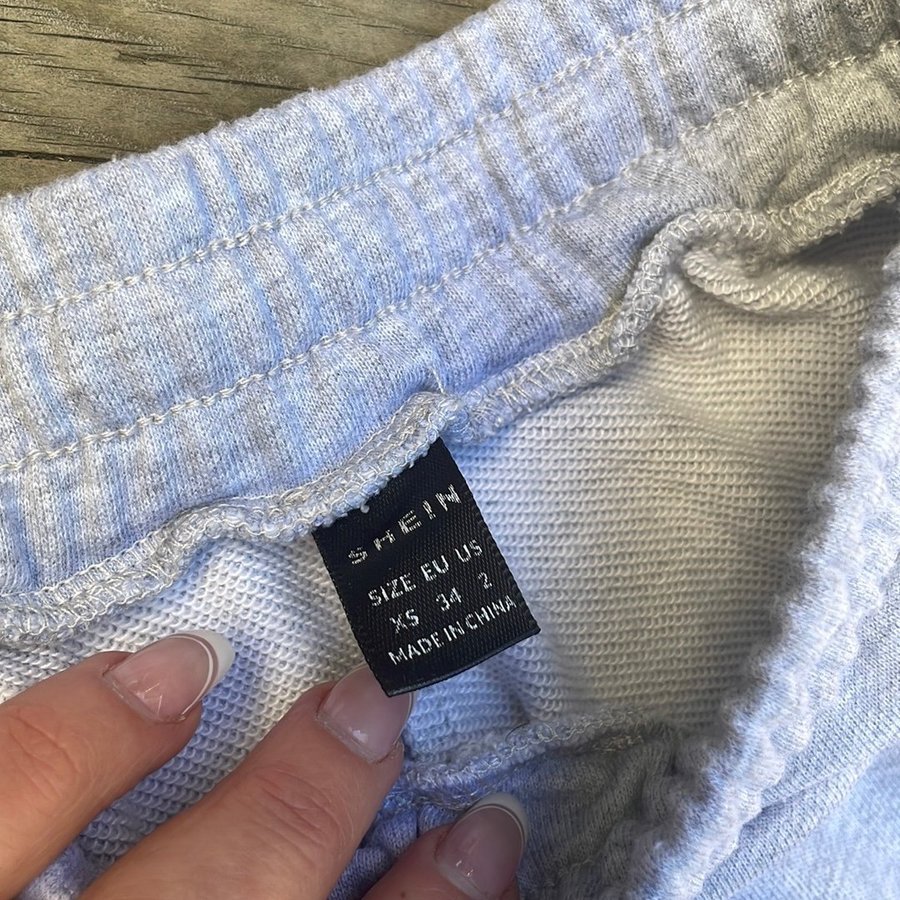 SHEIN
SIZE EU US
XS 34 2
MADE IN CHINA